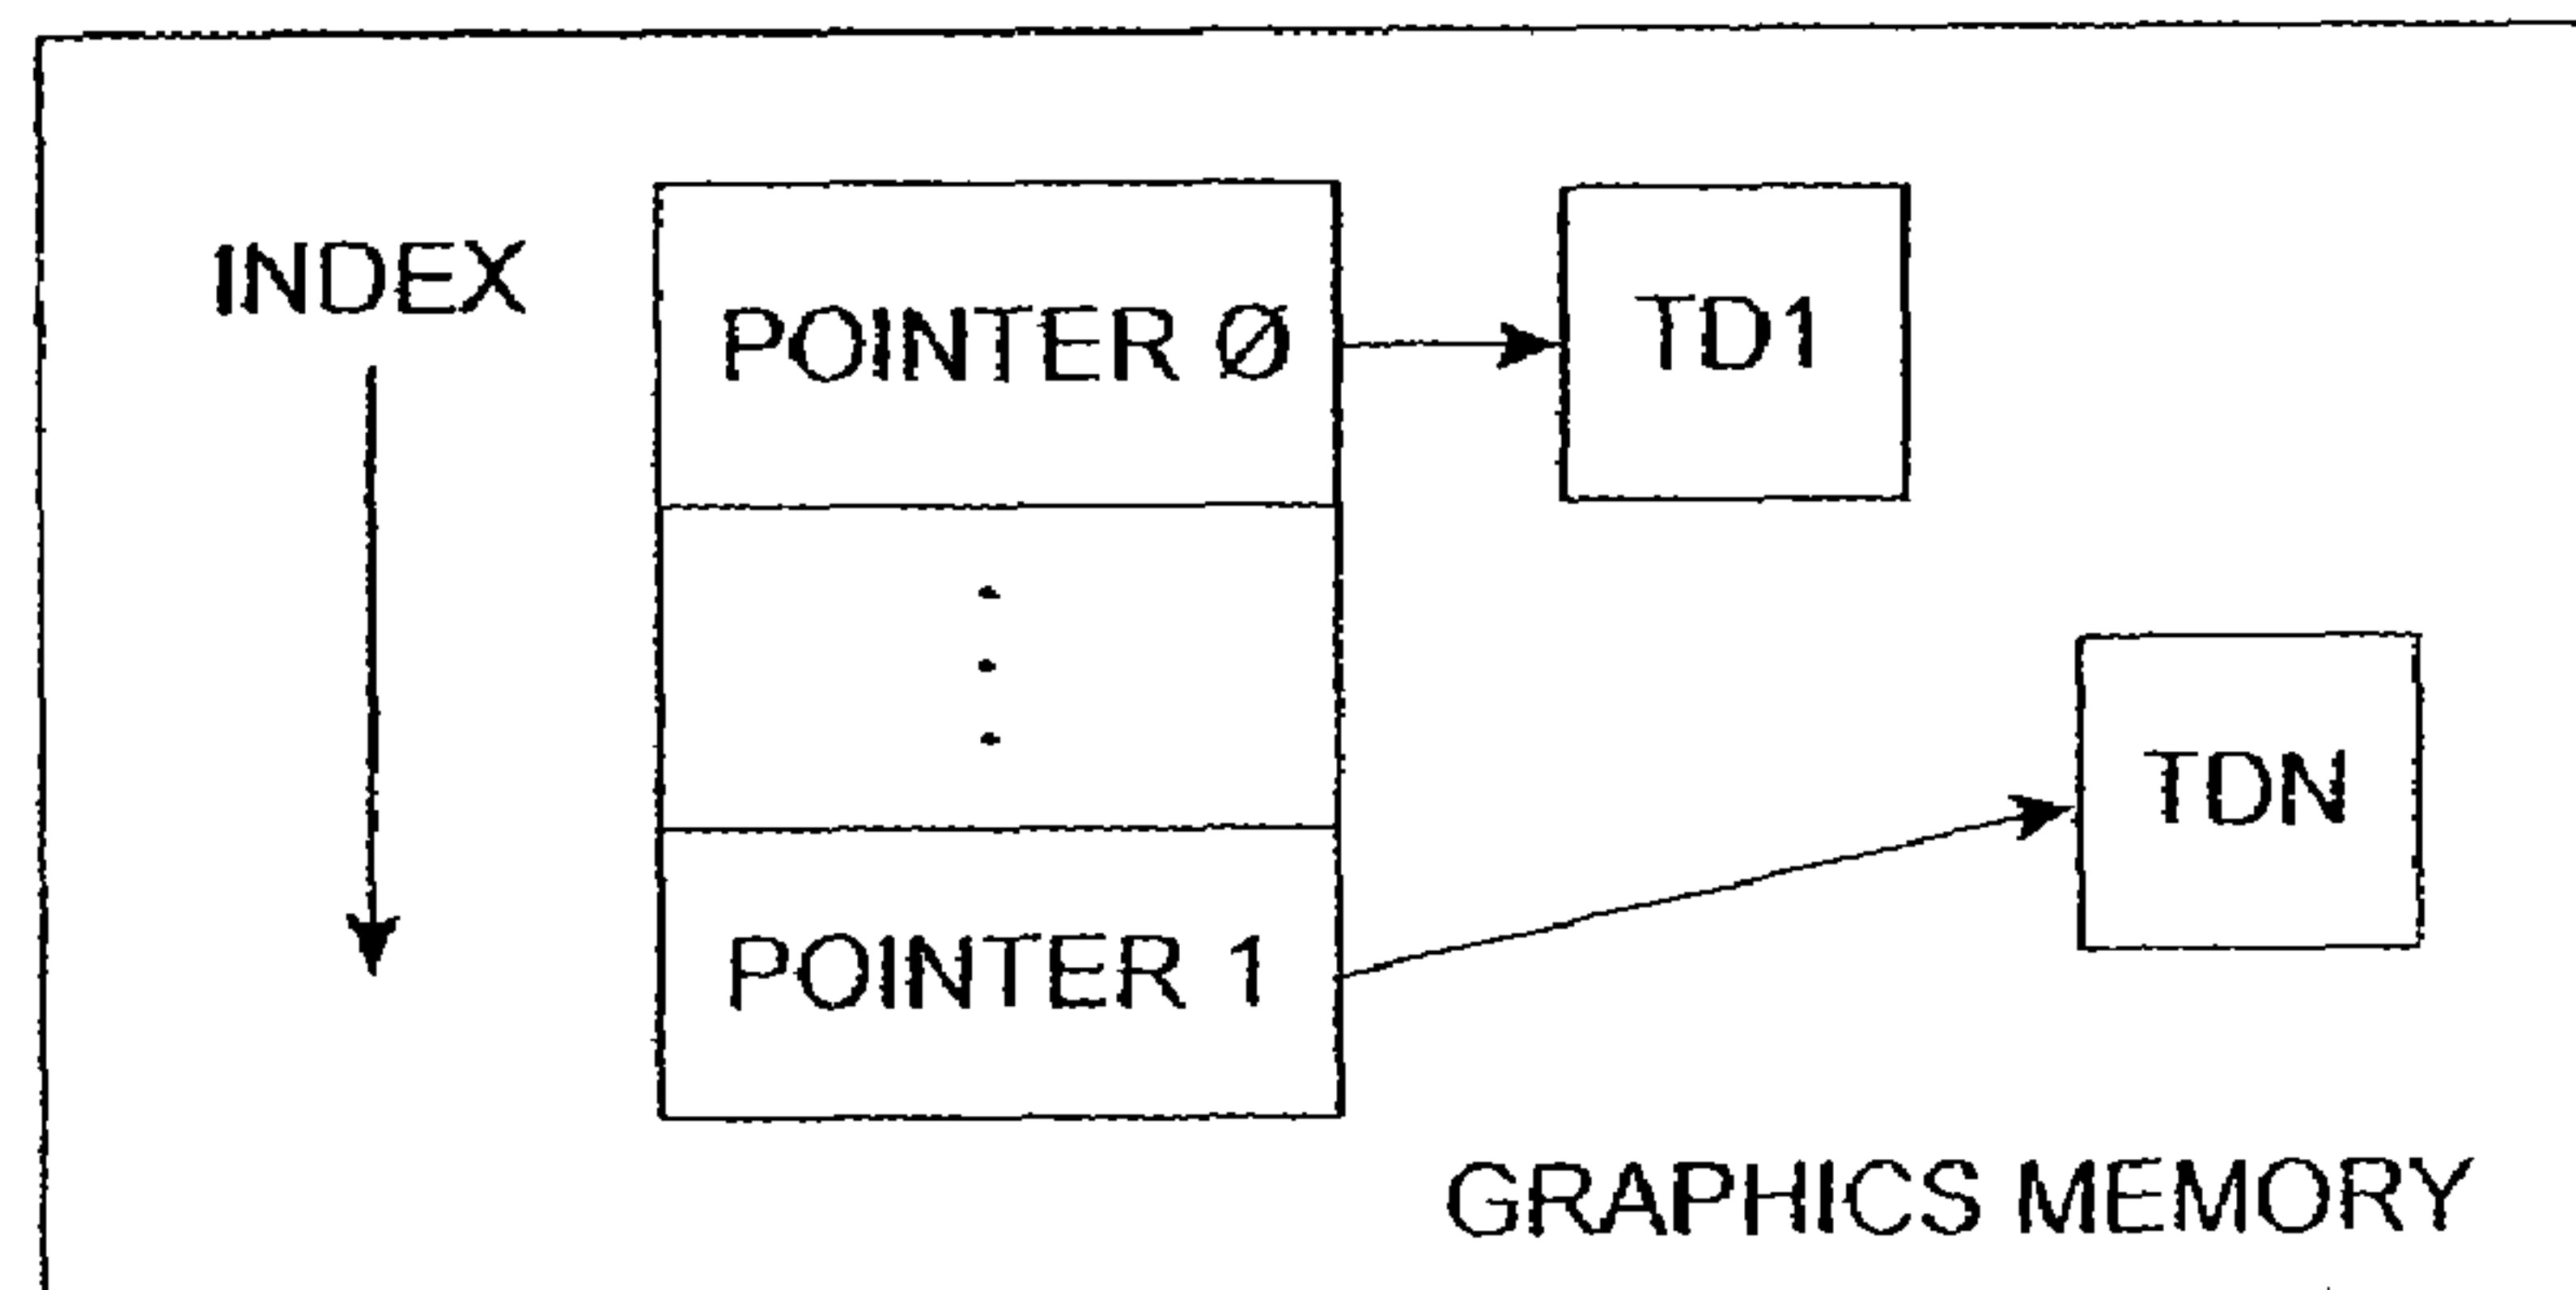 INDEX
POINTER Ø
TD1
TDN
POINTER 1
GRAPHICS MEMORY